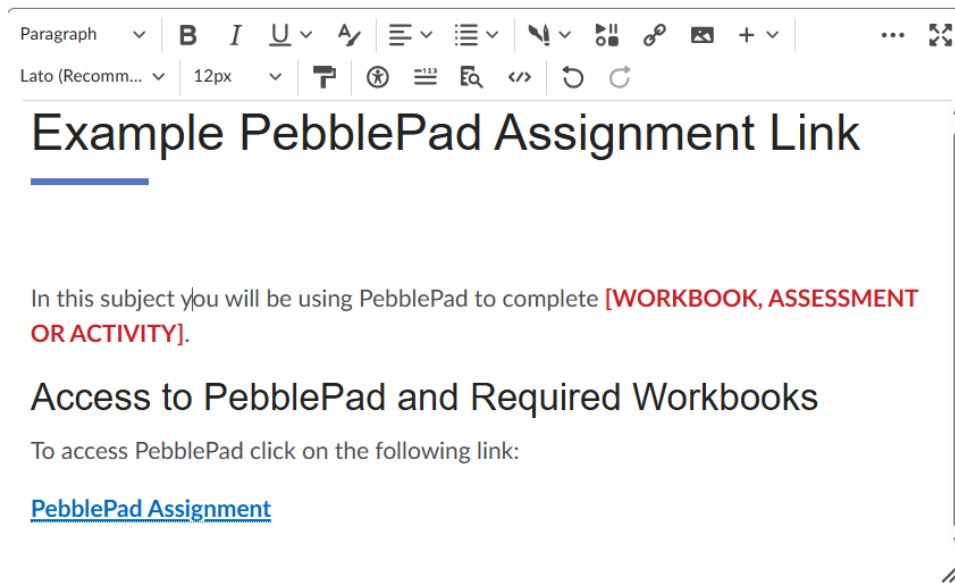 Paragraph B I U
Lato (Recomm... 12px
Example PebblePad Assignment Link
In this subject you will be using PebblePad to complete [WORKBOOK, ASSESSMENT
OR ACTIVITY].
Access to PebblePad and Required Workbooks
To access PebblePad click on the following link:
PebblePad Assignment